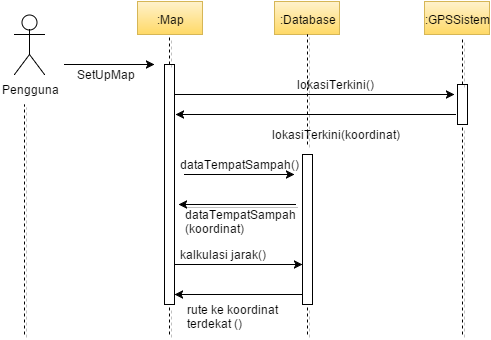 :Map
:Database
:GPSSistem
Pengguna
SetUpMap
lokasiTerkini()
lokasiTerkini(koordinat)
dataTempatSampah()
dataTempatSampah
(koordinat)
kalkulasi jarak()
rute ke koordinat
terdekat ()